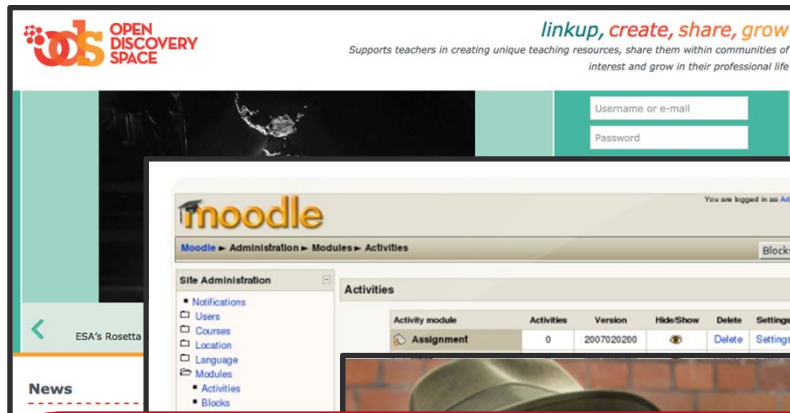 OPEN
DISCOVERY
SPACE
linkup, create, share, grow
Supports teachers in creating unique teaching resources, share them within communities of
interest and grow in their professional life
Username or e-mail
Password
ESA's Rosetta
News
moodle
You are logged in as Ad
Moodle ► Administration ► Modules ► Activities
Blocks
Site Administration
Notifications
Users
Courses
Location
Language
Modules
Activities
Blocks
Activities
Activity module Activities Version Hide/Show Delete Settings
Assignment 0 2007020200 Delete Settings